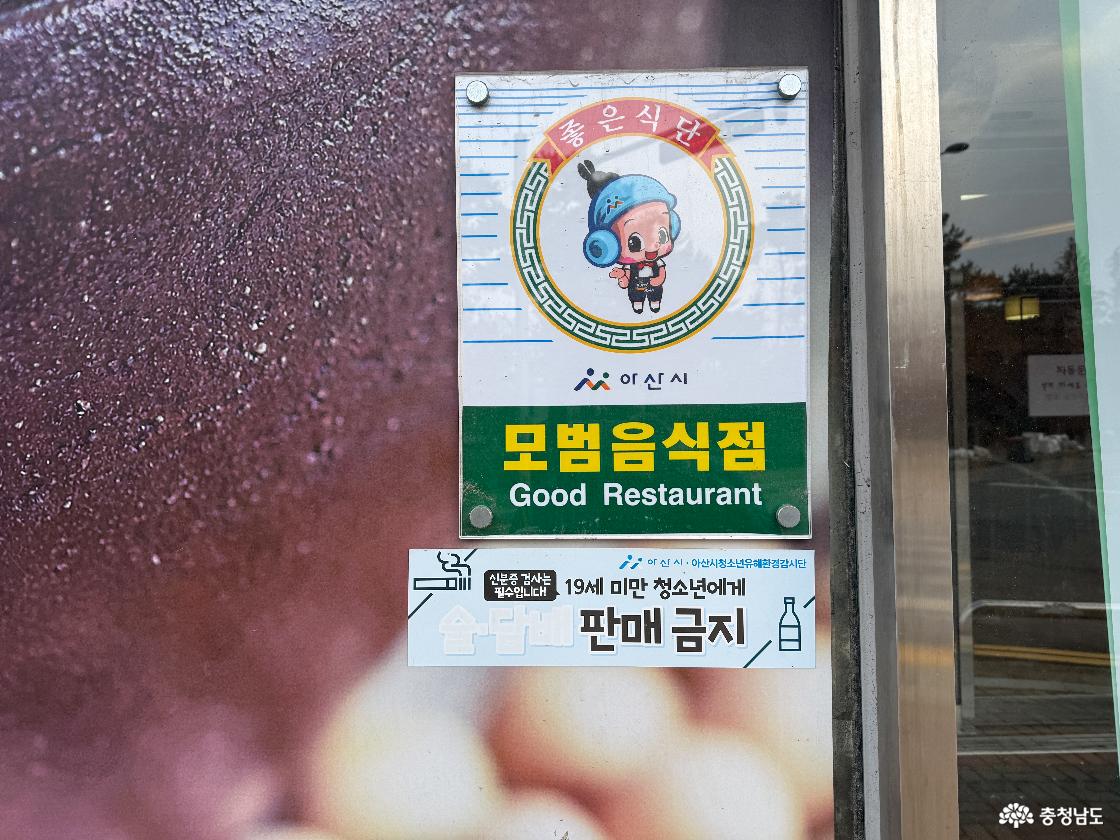 좋은식단
아산시
모범음식점
Good Restaurant
아산시 · 아산시청소년유해환경감시단
신분증 검사는
필수입니다!
19세 미만 청소년에게
술·담배 판매 금지
자동문
충청남도